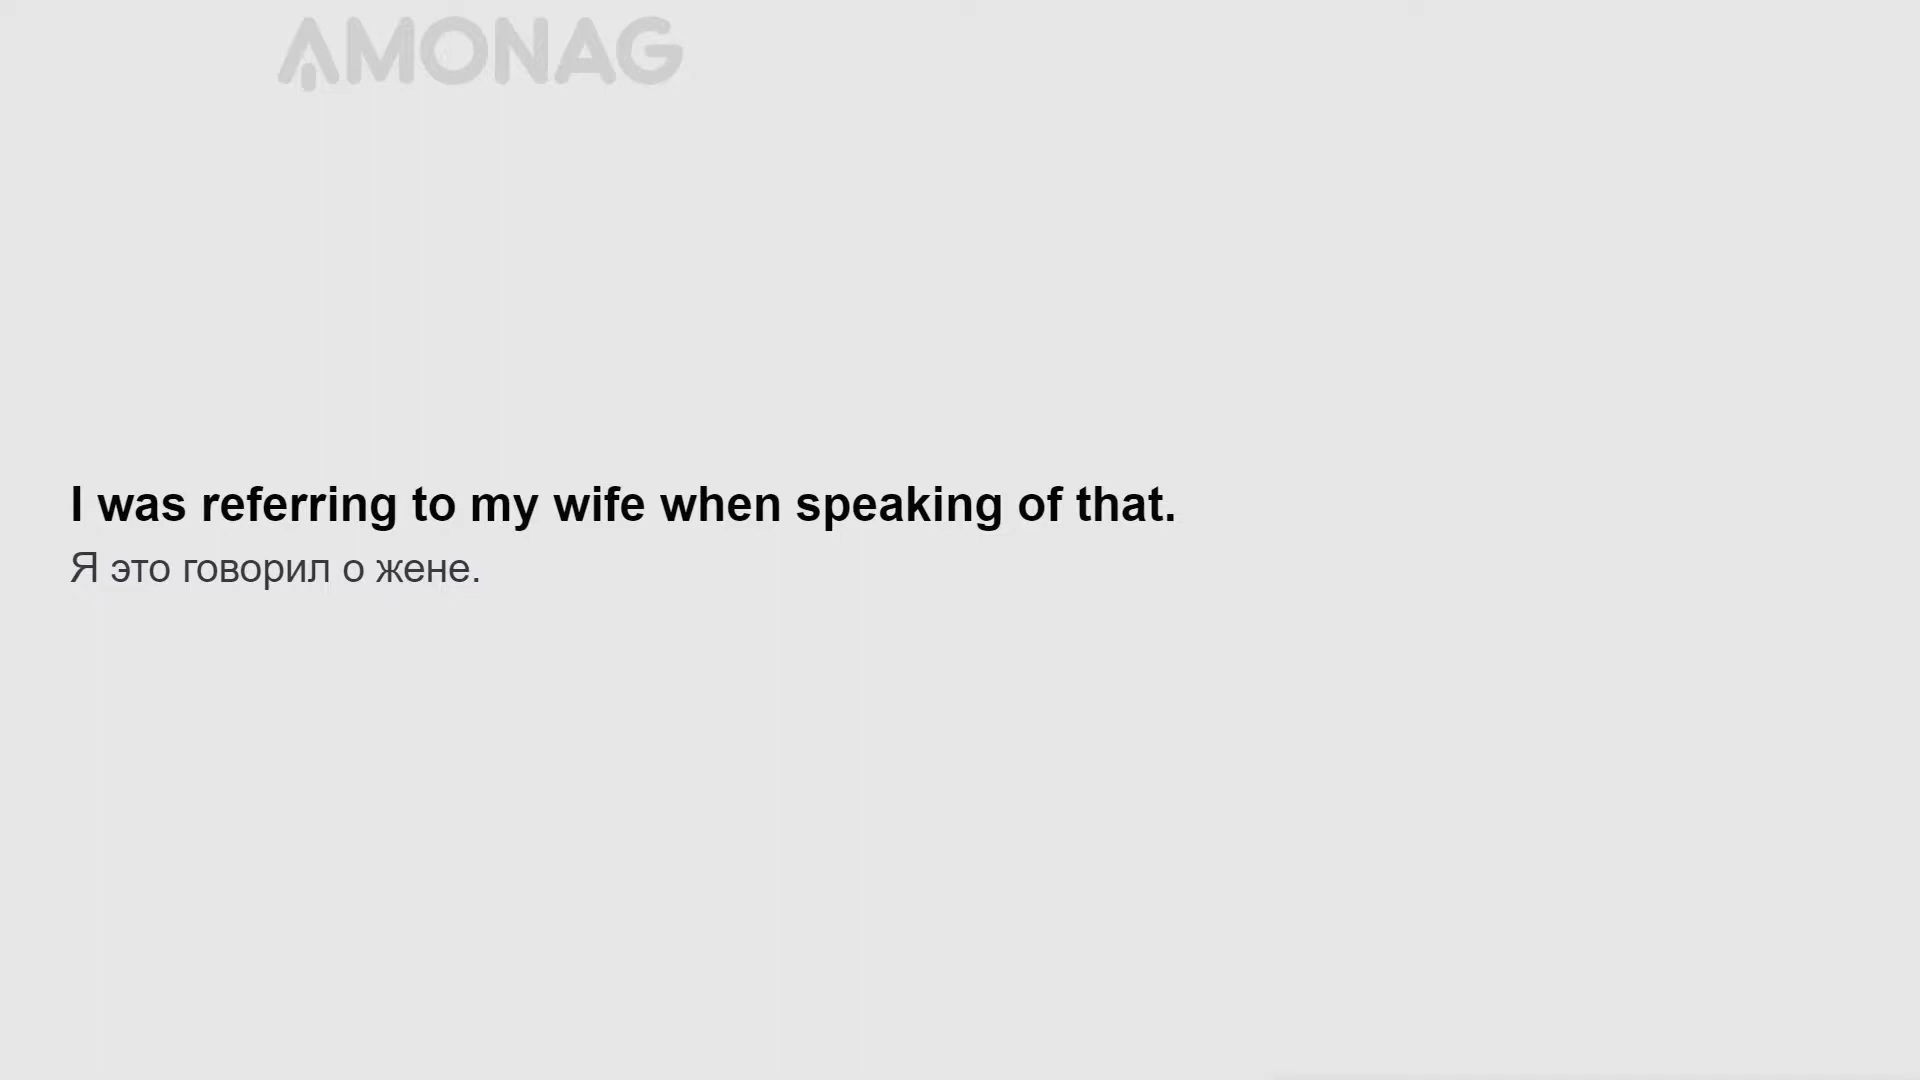 AMONAG
I was referring to my wife when speaking of that.
Я это говорил о жене.